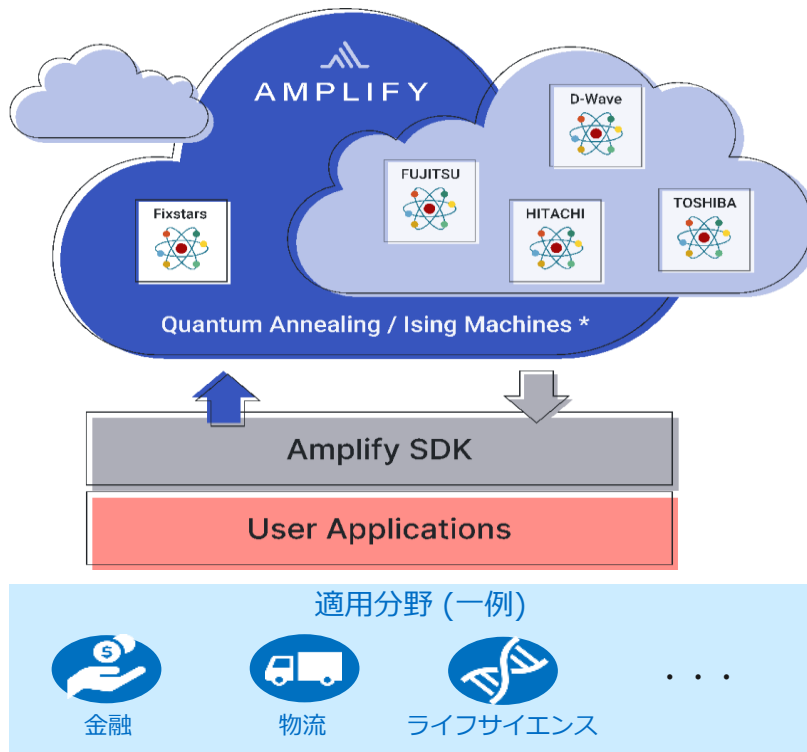 AMPLIFY
D-Wave
FUJITSU
Fixstars
HITACHI
TOSHIBA
Quantum Annealing / Ising Machines *
Amplify SDK
User Applications
適用分野 (一例)
$
金融
物流
ライフサイエンス
・・・